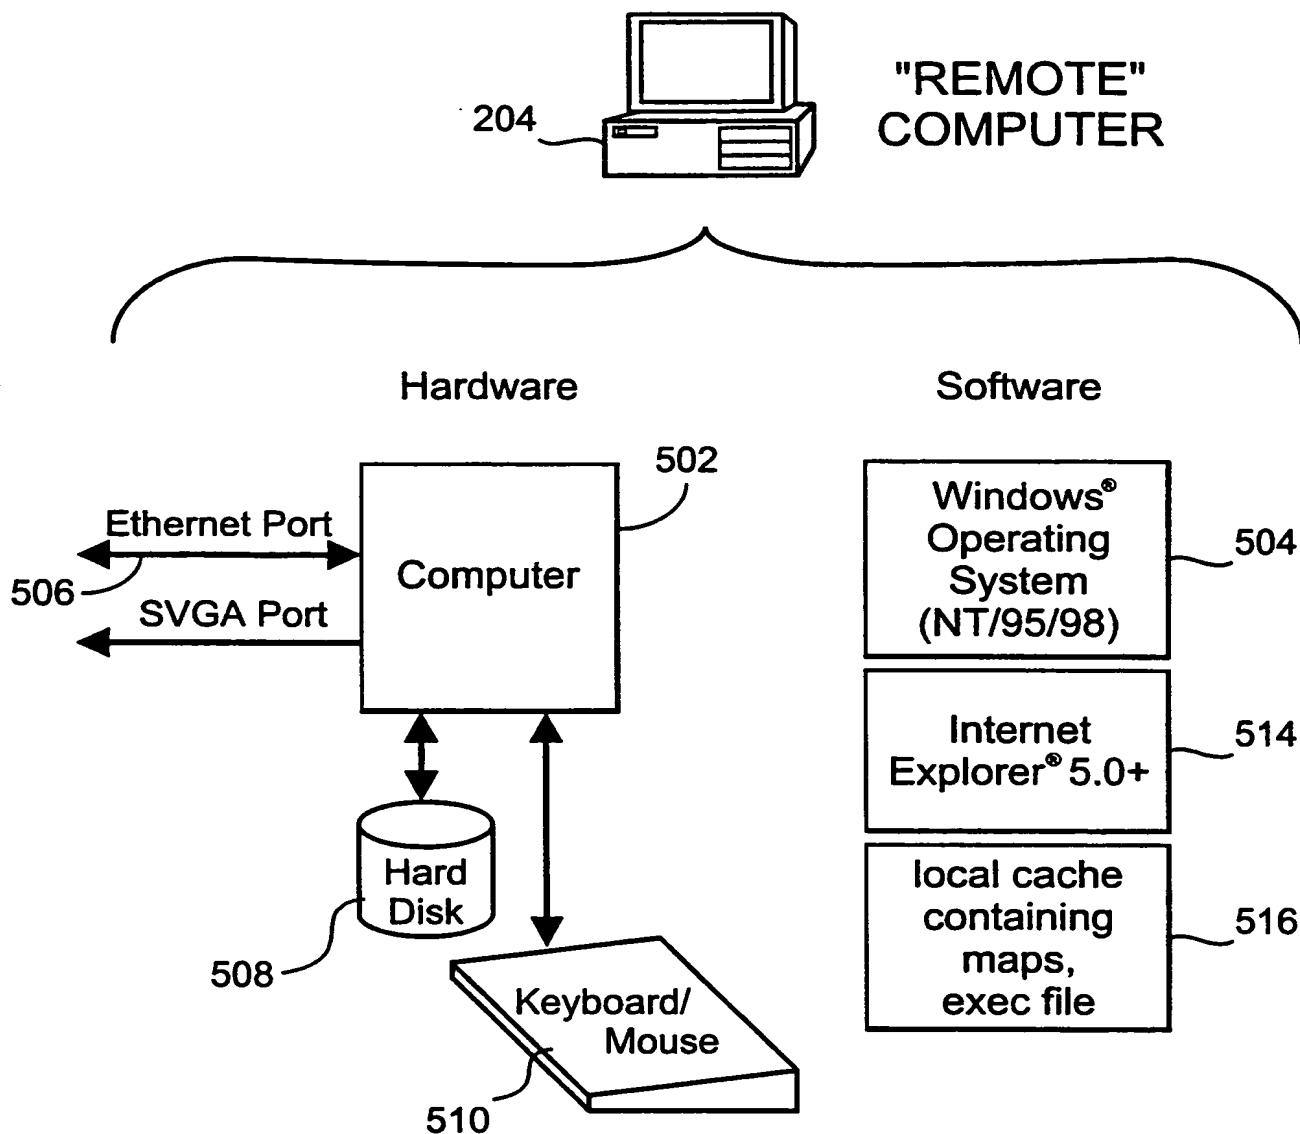 "REMOTE"
COMPUTER
204
Hardware
Software
502
Ethernet Port
506
SVGA Port
Computer
Windows®
Operating
System
(NT/95/98)
504
Internet
Explorer® 5.0+
514
Hard
Disk
508
local cache
containing
maps,
exec file
516
Keyboard/
Mouse
510